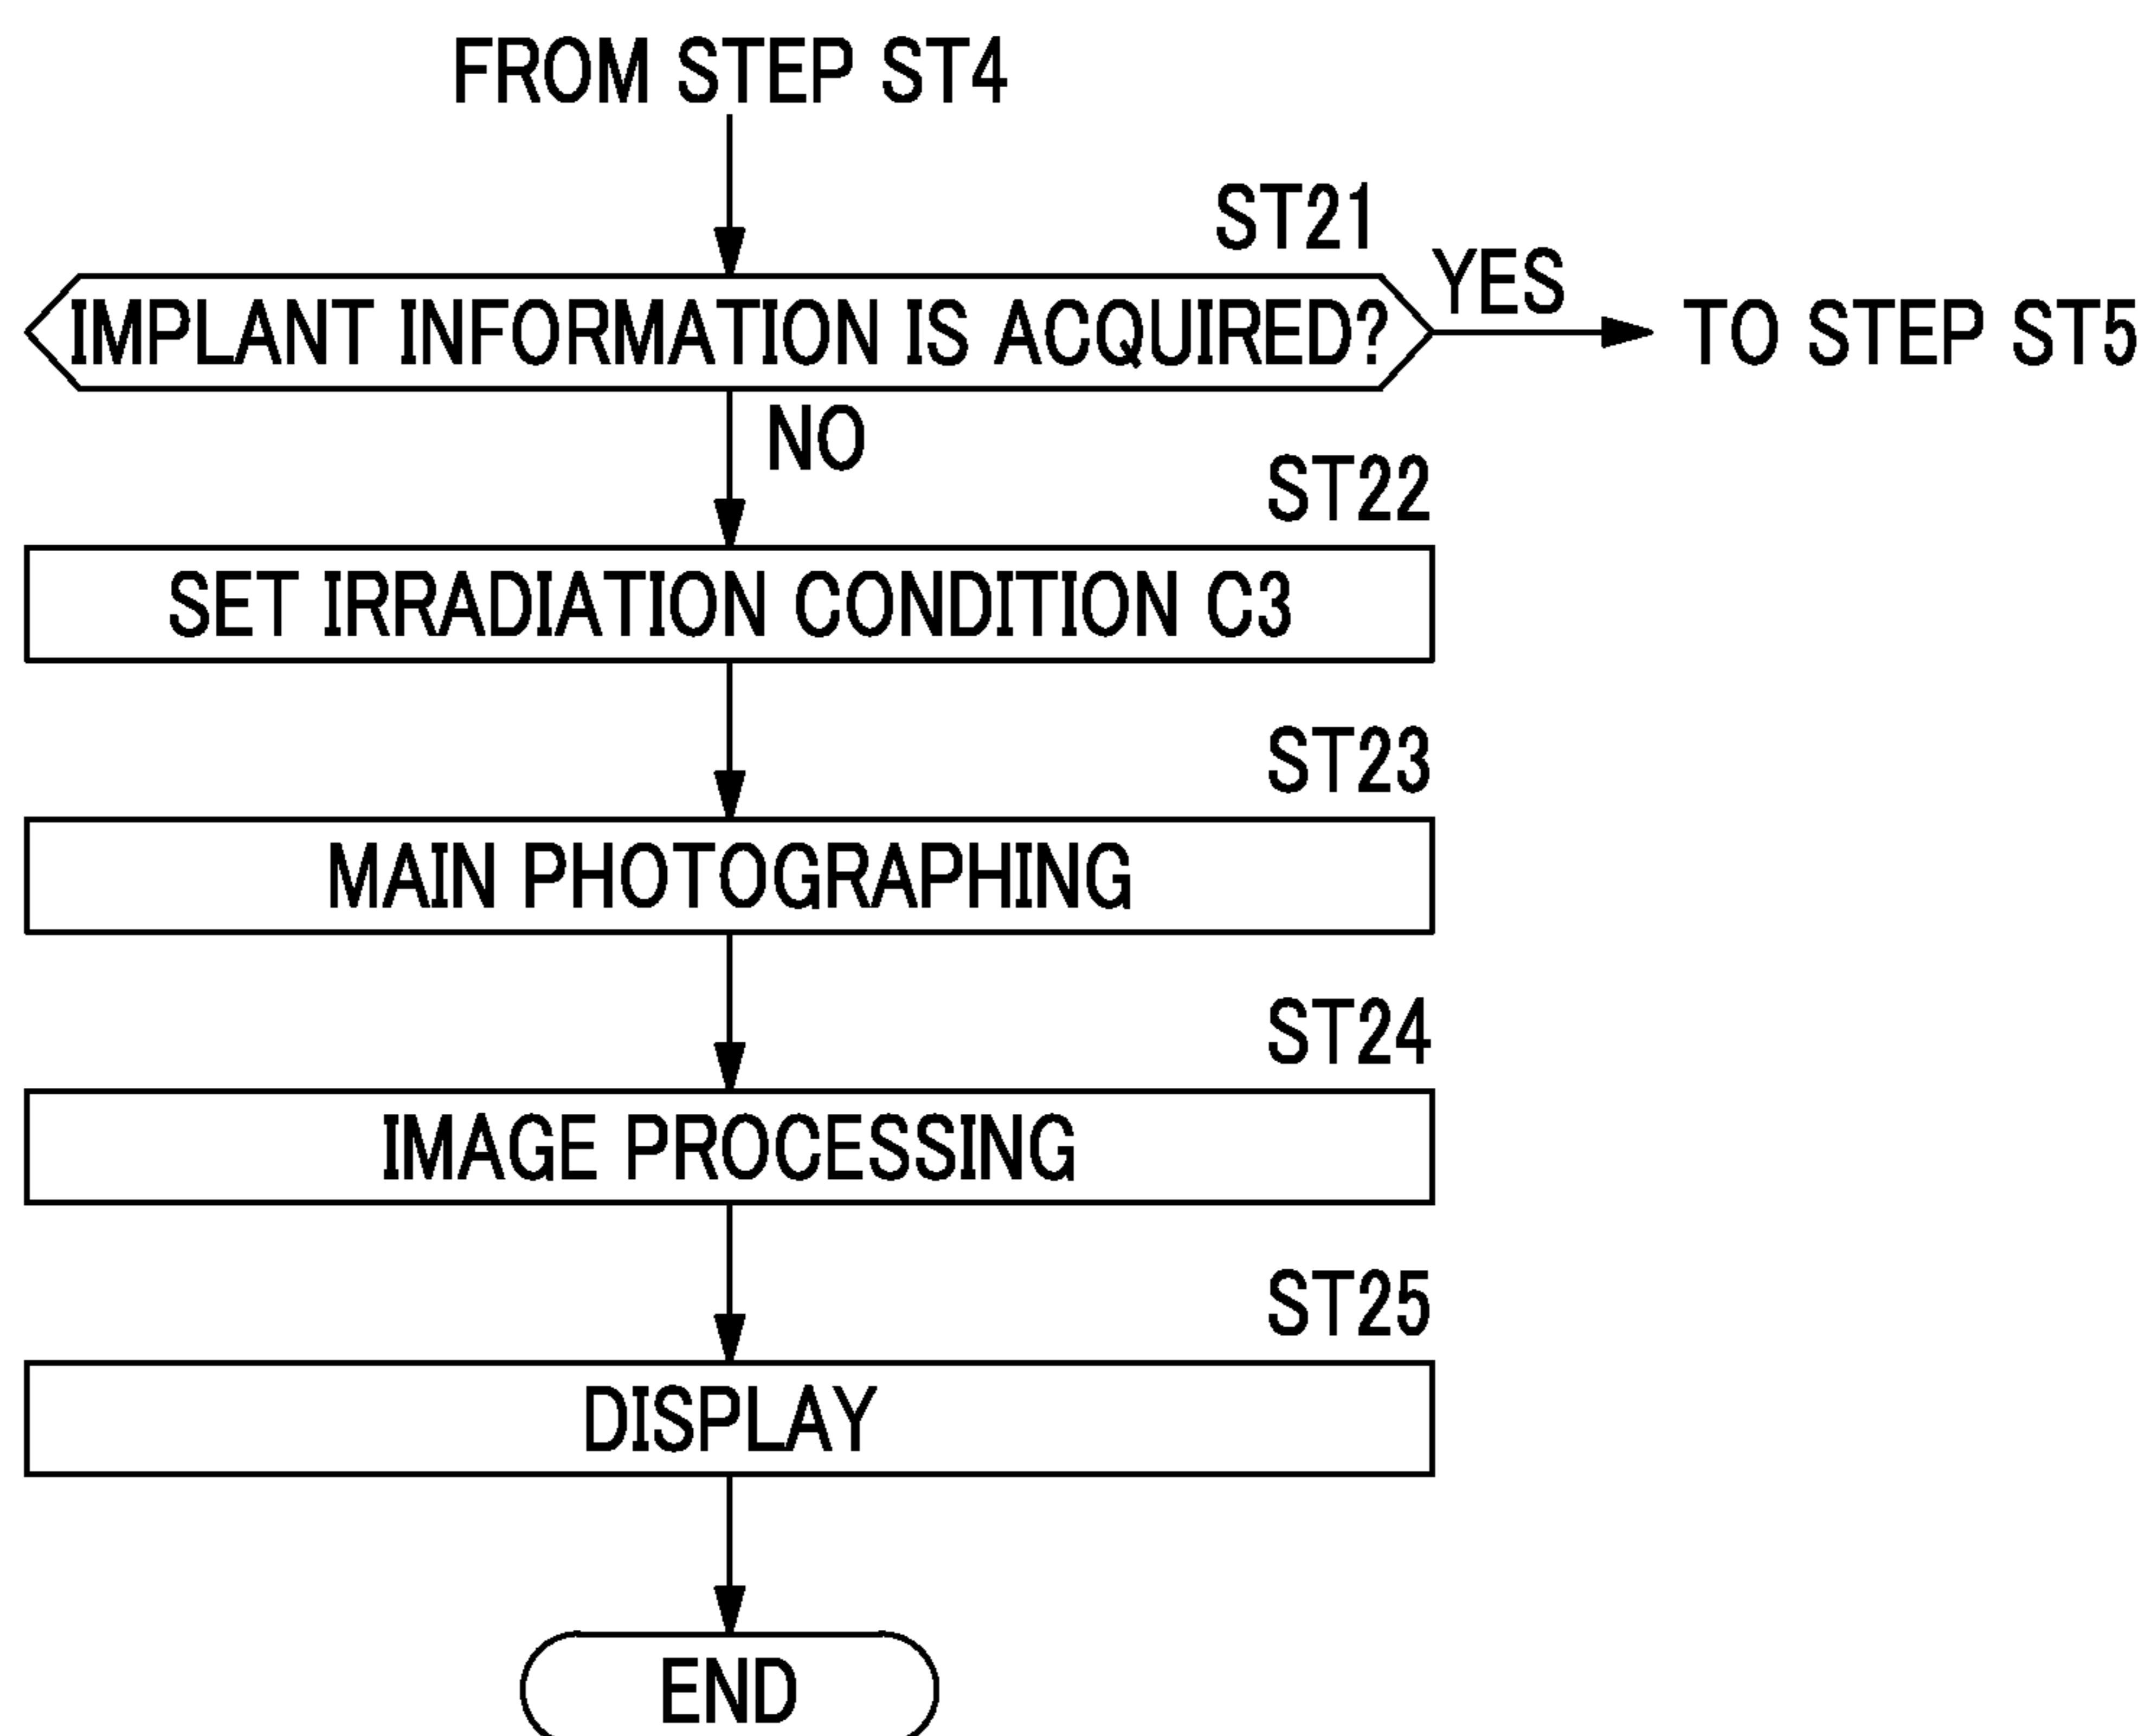 FROM STEP ST4
ST21
IMPLANT INFORMATION IS ACQUIRED?
YES
TO STEP ST5
NO
ST22
SET IRRADIATION CONDITION C3
ST23
MAIN PHOTOGRAPHING
ST24
IMAGE PROCESSING
ST25
DISPLAY
END